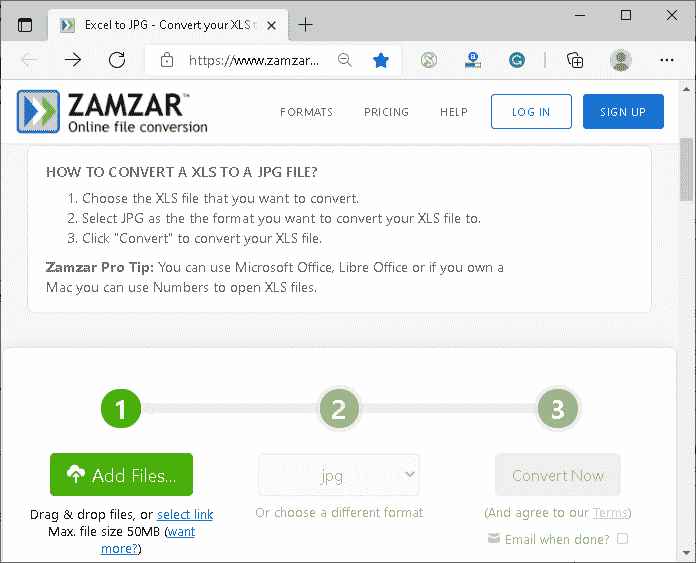 Excel to JPG - Convert your XLS t
https://www.zamzar...
ZAMZAR™
Online file conversion
FORMATS
PRICING
HELP
LOG IN
SIGN UP
HOW TO CONVERT A XLS TO A JPG FILE?
1. Choose the XLS file that you want to convert.
2. Select JPG as the the format you want to convert your XLS file to.
3. Click "Convert" to convert your XLS file.
Zamzar Pro Tip: You can use Microsoft Office, Libre Office or if you own a
Mac you can use Numbers to open XLS files.
1
2
3
Add Files...
jpg
Convert Now
Drag & drop files, or select link
Max. file size 50MB (want
more?)
Or choose a different format
(And agree to our Terms)
Email when done?